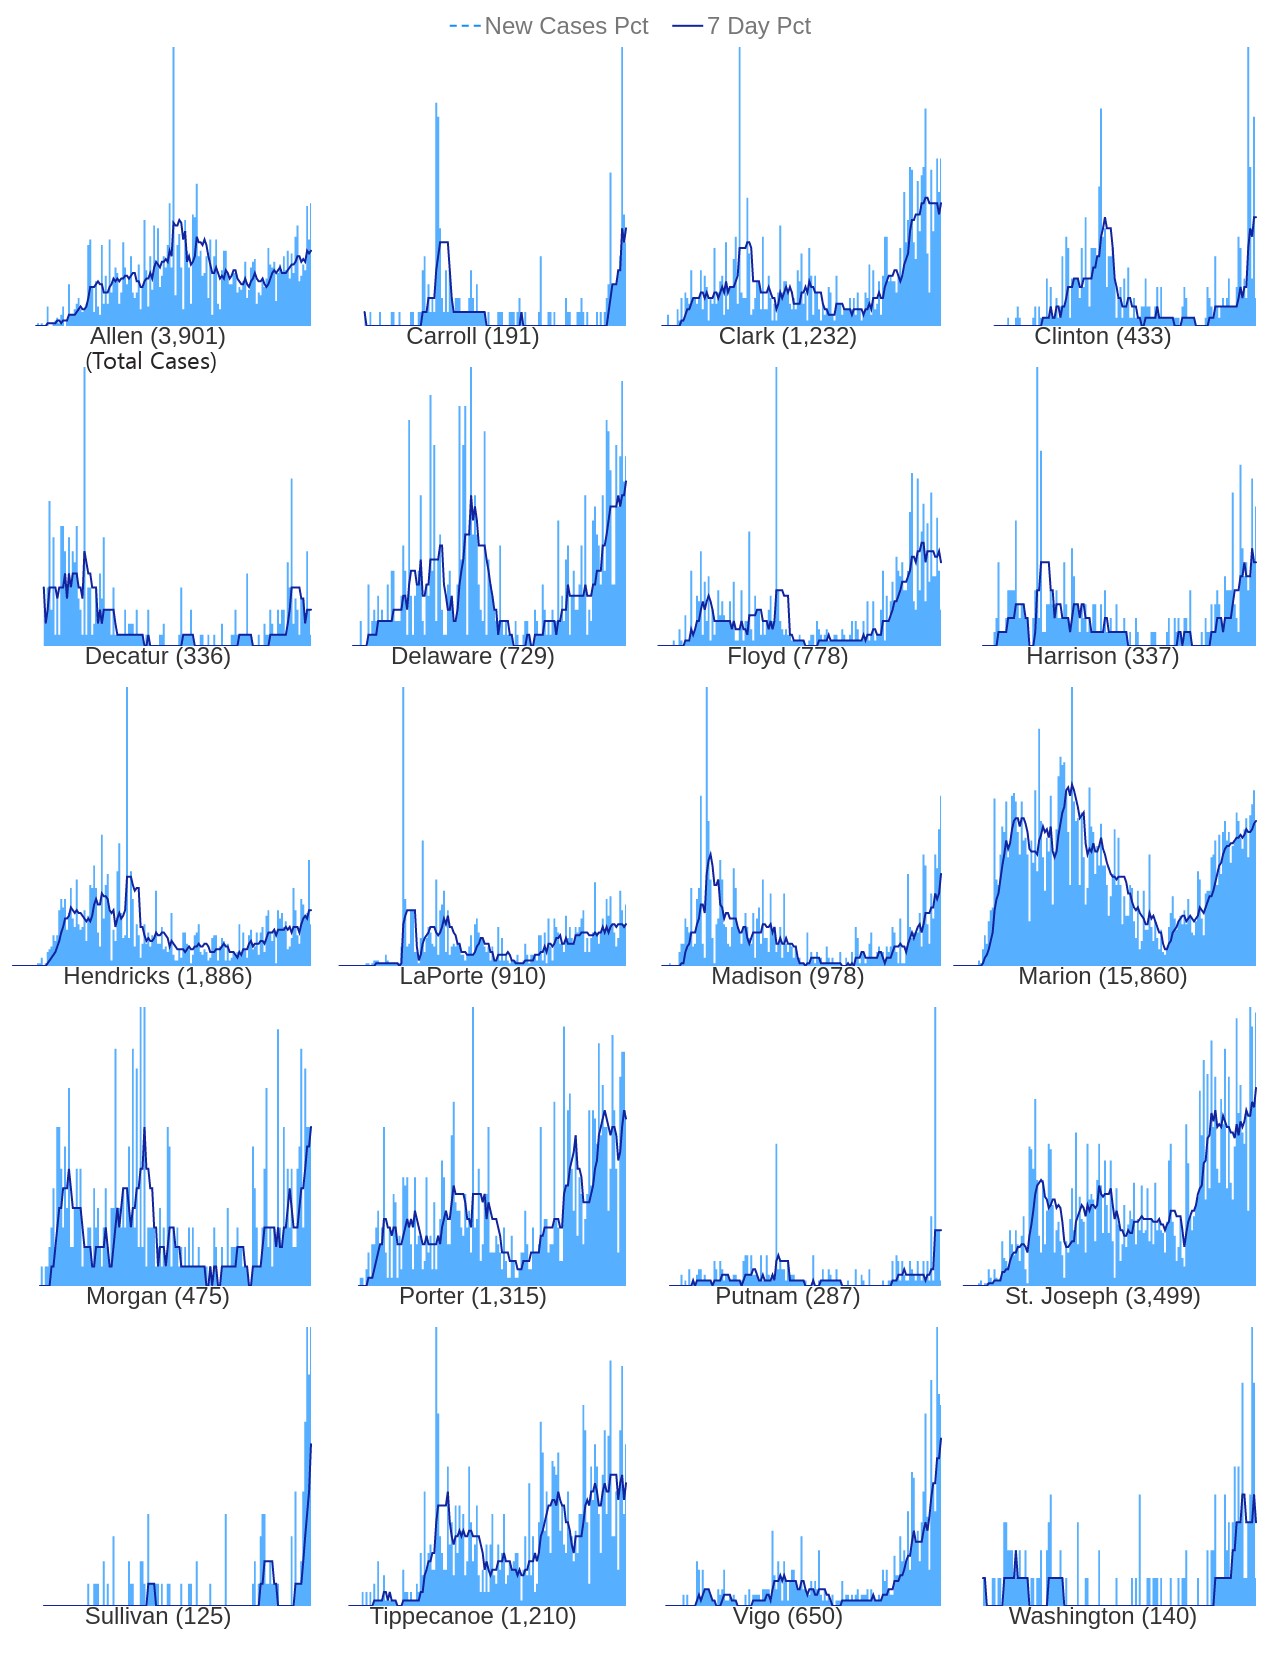 New Cases Pct 7 Day Pct
Allen (3,901) Carroll (191) Clark (1,232) Clinton (433)
(Total Cases)
Decatur (336) Delaware (729) Floyd (778) Harrison (337)
Hendricks (1,886) LaPorte (910) Madison (978) Marion (15,860)
Morgan (475) Porter (1,315) Putnam (287) St. Joseph (3,499)
Sullivan (125) Tippecanoe (1,210) Vigo (650) Washington (140)